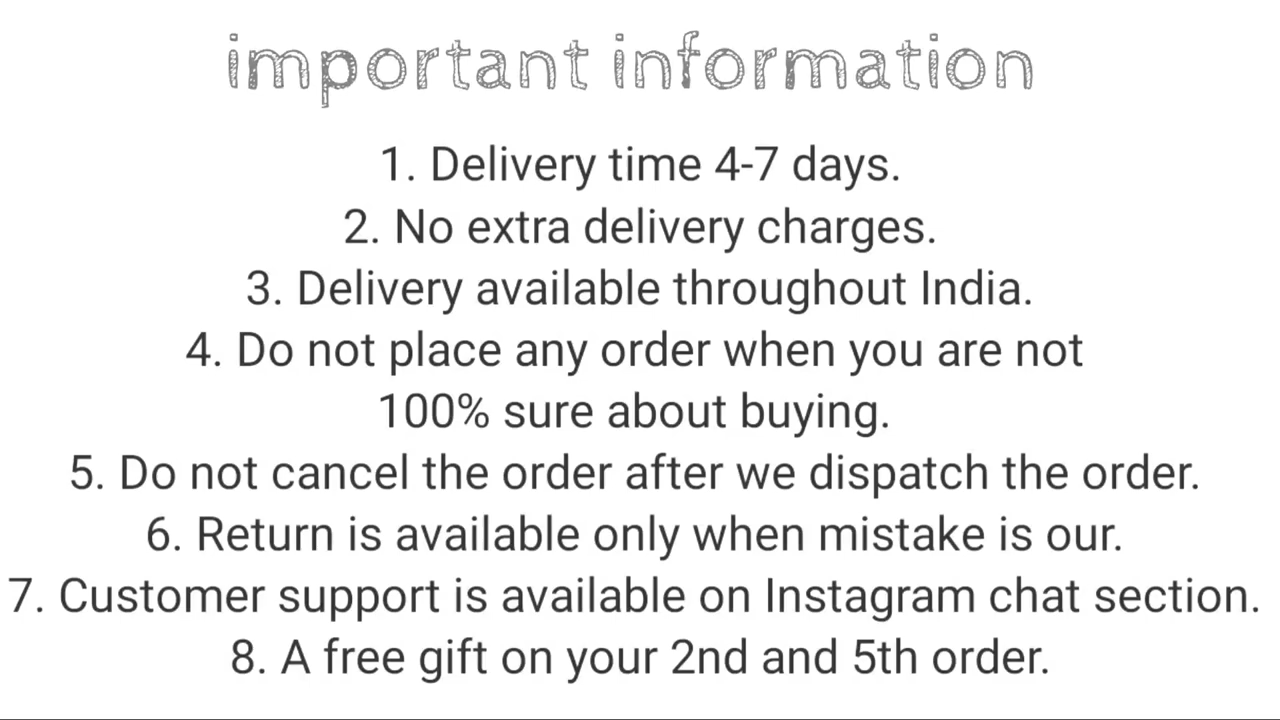 important information
1. Delivery time 4-7 days.
2. No extra delivery charges.
3. Delivery available throughout India.
4. Do not place any order when you are not
100% sure about buying.
5. Do not cancel the order after we dispatch the order.
6. Return is available only when mistake is our.
7. Customer support is available on Instagram chat section.
8. A free gift on your 2nd and 5th order.